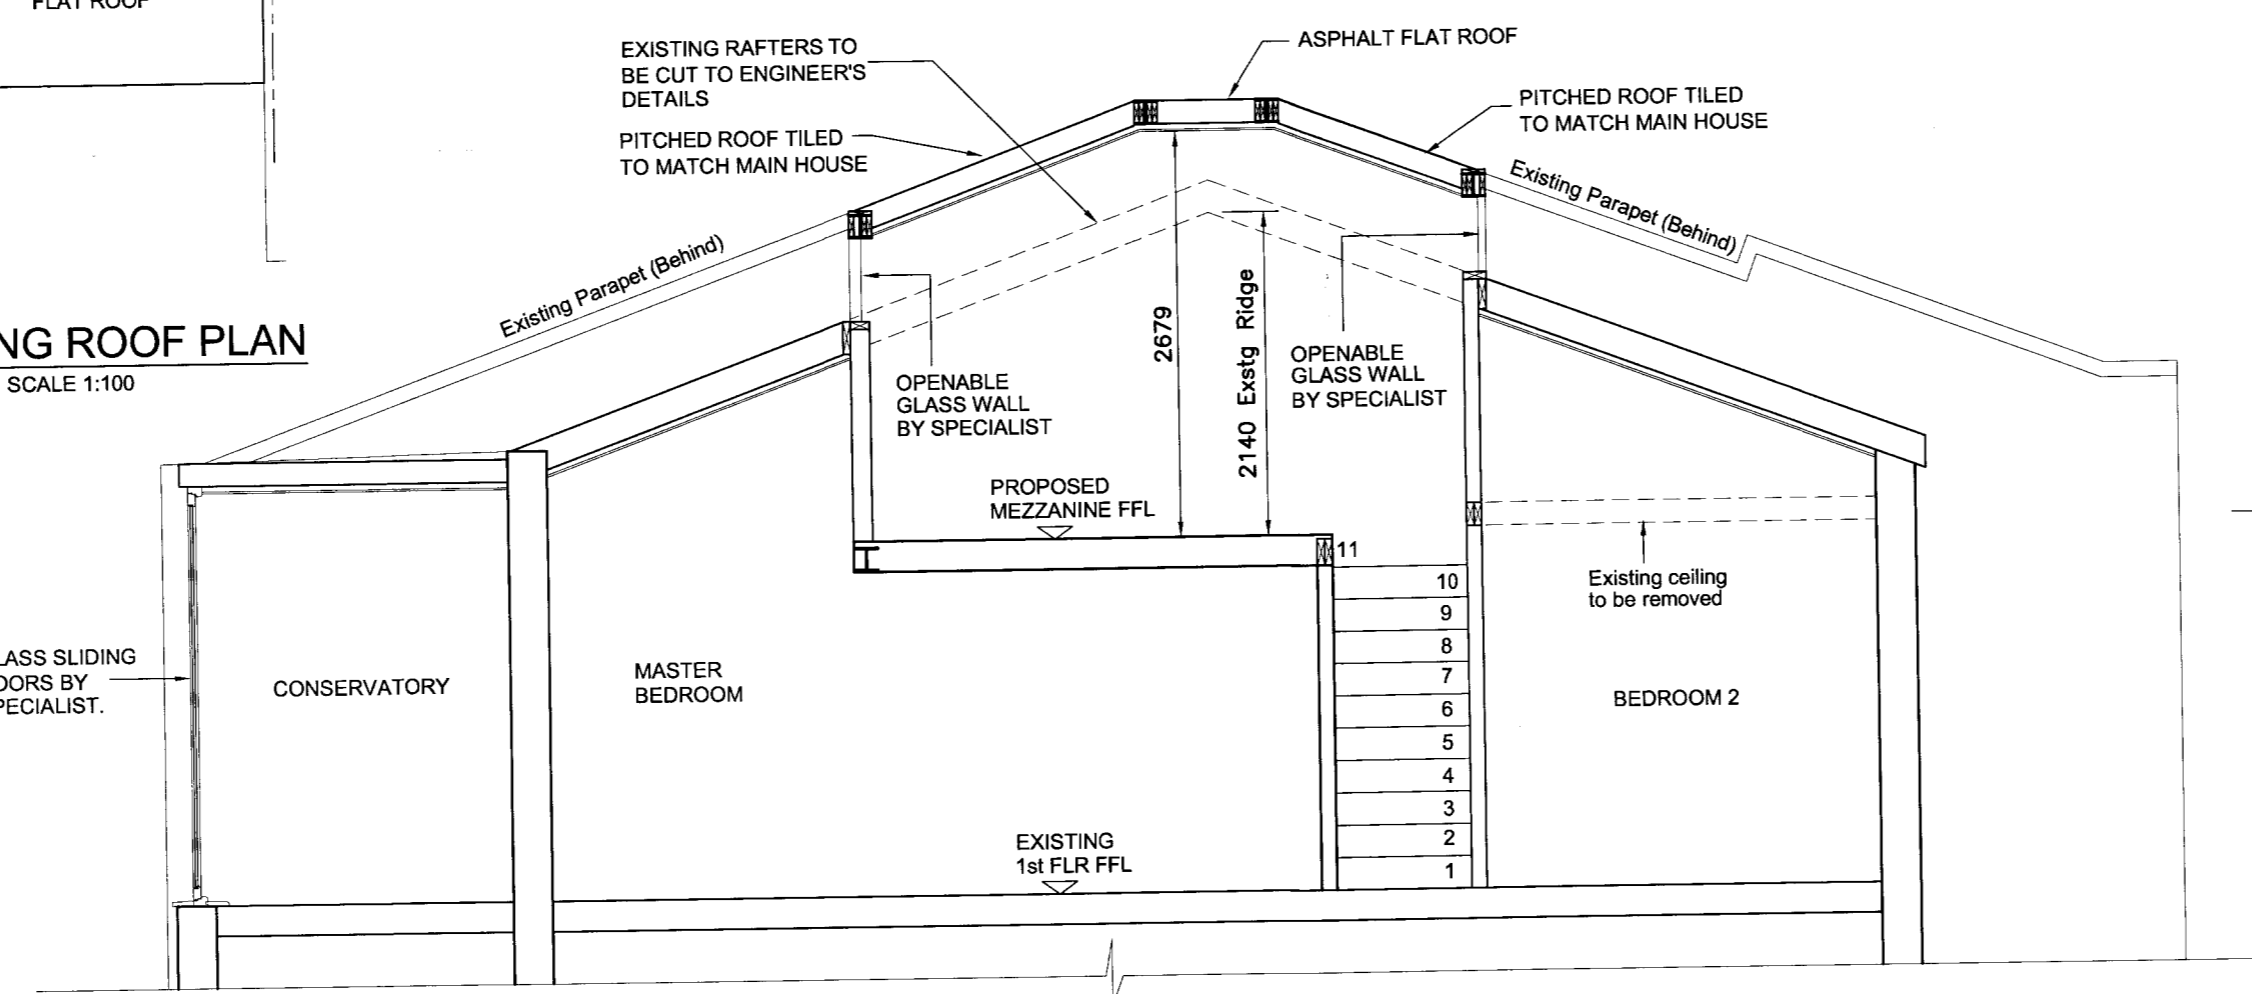 FLAT ROOF
EXISTING RAFTERS TO
BE CUT TO ENGINEER'S
DETAILS
PITCHED ROOF TILED
TO MATCH MAIN HOUSE
ASPHALT FLAT ROOF
PITCHED ROOF TILED
TO MATCH MAIN HOUSE
Existing Parapet (Behind)
Existing Parapet (Behind)
NG ROOF PLAN
SCALE 1:100
2679
2140 Exstg Ridge
OPENABLE
GLASS WALL
BY SPECIALIST
OPENABLE
GLASS WALL
BY SPECIALIST
PROPOSED
MEZZANINE FFL
11
10
9
8
7
6
5
4
3
2
1
Existing ceiling
to be removed
LASS SLIDING
OORS BY
PECIALIST.
CONSERVATORY
MASTER
BEDROOM
BEDROOM 2
EXISTING
1st FLR FFL